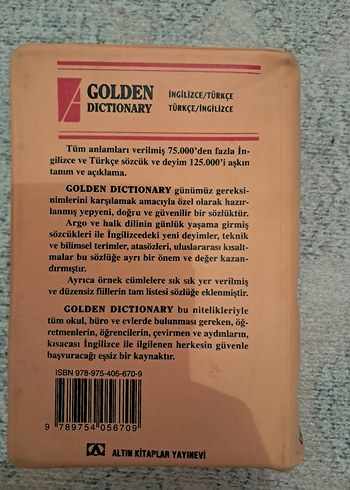 GOLDEN
DICTIONARY
İNGİLİZCE/TÜRKÇE
TÜRKÇE/İNGİLİZCE
Tüm anlamları verilmiş 75.000'den fazla İn-
gilizce ve Türkçe sözcük ve deyim 125.000'i aşkın
tanım ve açıklama.
GOLDEN DICTIONARY günümüz gereksi-
nimlerini karşılamak amacıyla özel olarak hazır-
lanmış yepyeni, doğru ve güvenilir bir sözlüktür.
Argo ve halk dilinin günlük yaşama girmiş
sözcükleri ile İngilizcedeki yeni deyimler, teknik
ve bilimsel terimler, atasözleri, uluslararası kısalt-
malar bu sözlüğe ayrı bir önem ve değer kazan-
dırmıştır.
Ayrıca örnek cümlelere sık sık yer verilmiş
ve düzensiz fiillerin tam listesi sözlüğe eklenmiştir.
GOLDEN DICTIONARY bu nitelikleriyle
tüm okul, büro ve evlerde bulunması gereken, öğ-
retmenlerin, öğrencilerin, çevirmen ve aydınların,
kısacası İngilizce ile ilgilenen herkesin güvenle
başvuracağı eşsiz bir kaynaktır.
ISBN 978-975-405-670-9
9 789754 056709
ALTIN KİTAPLAR YAYINEVİ